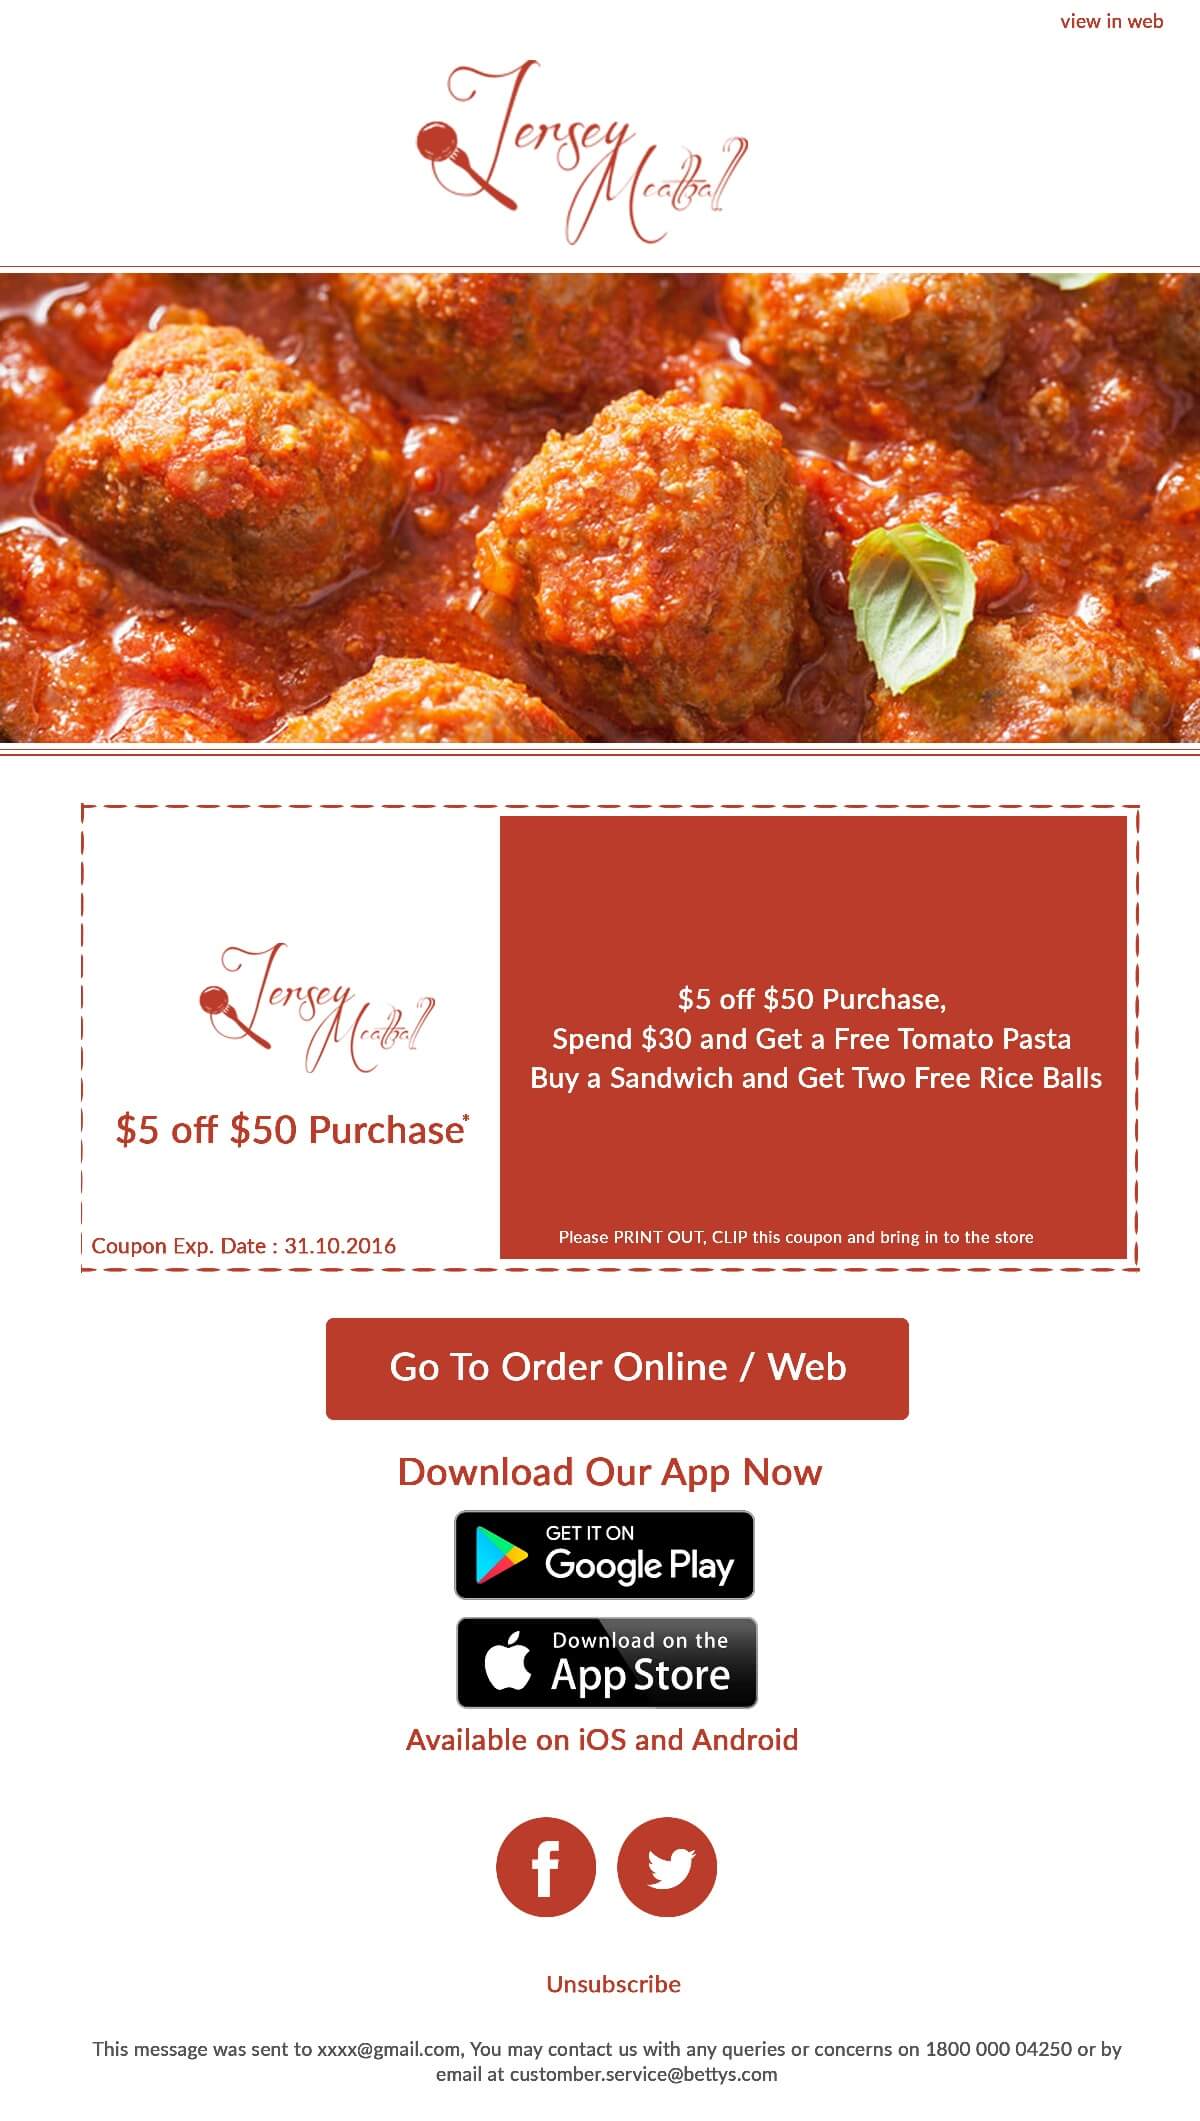 view in web
Jersey
Meatball
Jersey
Meatball
$5 off $50 Purchase*
Coupon Exp. Date : 31.10.2016
$5 off $50 Purchase,
Spend $30 and Get a Free Tomato Pasta
Buy a Sandwich and Get Two Free Rice Balls
Please PRINT OUT, CLIP this coupon and bring in to the store
Go To Order Online / Web
Download Our App Now
GET IT ON
Google Play
Download on the
App Store
Available on iOS and Android
Unsubscribe
This message was sent to xxxx@gmail.com, You may contact us with any queries or concerns on 1800 000 04250 or by
email at custumber.service@bettys.com